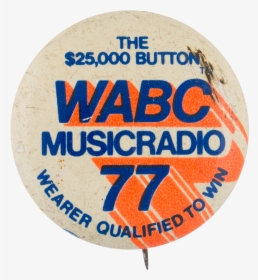 THE
$25,000 BUTTON
WABC
MUSICRADIO
77
WEARER QUALIFIED TO WIN